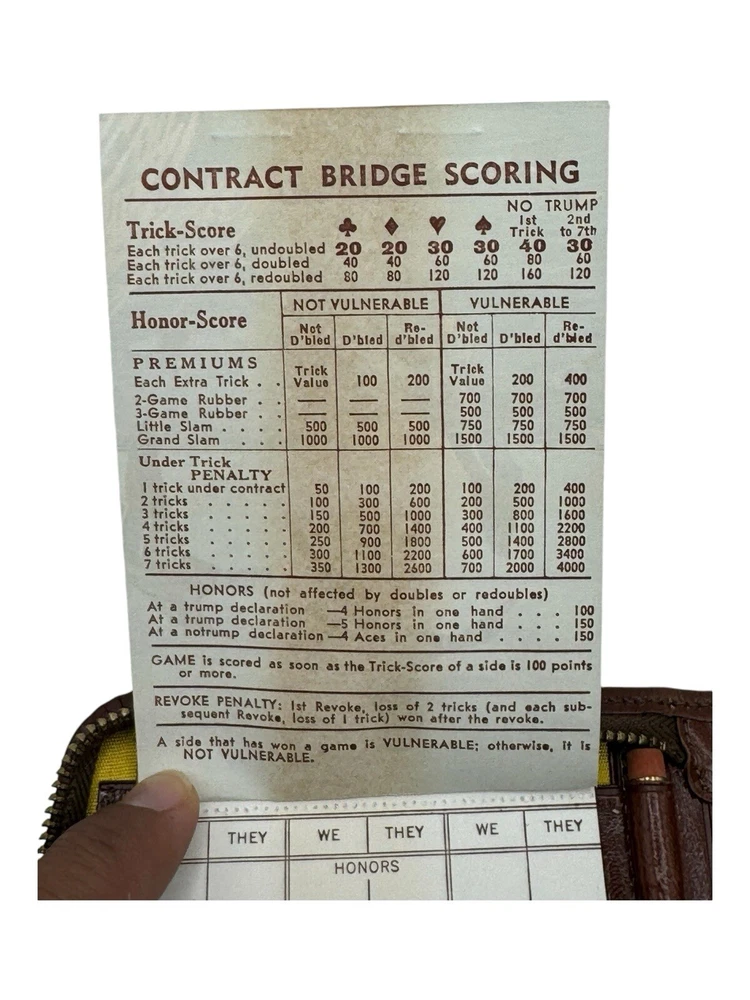 CONTRACT BRIDGE SCORING
NO TRUMP
Trick-Score ♣ ♦ ♥ ♠ 1st Trick 2nd to 7th
Each trick over 6, undoubled 20 20 30 30 40 30
Each trick over 6, doubled 40 40 60 60 80 60
Each trick over 6, redoubled 80 80 120 120 160 120
NOT VULNERABLE VULNERABLE
Honor-Score Not D'bled D'bled Re-d'bled Not D'bled D'bled Re-d'bled
PREMIUMS
Each Extra Trick . . Trick Value 100 200 Trick Value 200 400
2-Game Rubber . . — — — 700 700 700
3-Game Rubber . . — — — 500 500 500
Little Slam . . . . . 500 500 500 750 750 750
Grand Slam . . . 1000 1000 1000 1500 1500 1500
Under Trick
PENALTY
1 trick under contract 50 100 200 100 200 400
2 tricks . . . . . 100 300 600 200 500 1000
3 tricks . . . . . 150 500 1000 300 800 1600
4 tricks . . . . . 200 700 1400 400 1100 2200
5 tricks . . . . . 250 900 1800 500 1400 2800
6 tricks . . . . . 300 1100 2200 600 1700 3400
7 tricks . . . . . 350 1300 2600 700 2000 4000
HONORS (not affected by doubles or redoubles)
At a trump declaration —4 Honors in one hand . . . 100
At a trump declaration —5 Honors in one hand . . . 150
At a notrump declaration —4 Aces in one hand . . . . 150
GAME is scored as soon as the Trick-Score of a side is 100 points
or more.
REVOKE PENALTY: 1st Revoke, loss of 2 tricks (and each sub-
sequent Revoke, loss of 1 trick) won after the revoke.
A side that has won a game is VULNERABLE; otherwise, it is
NOT VULNERABLE.
THEY WE THEY WE THEY
HONORS